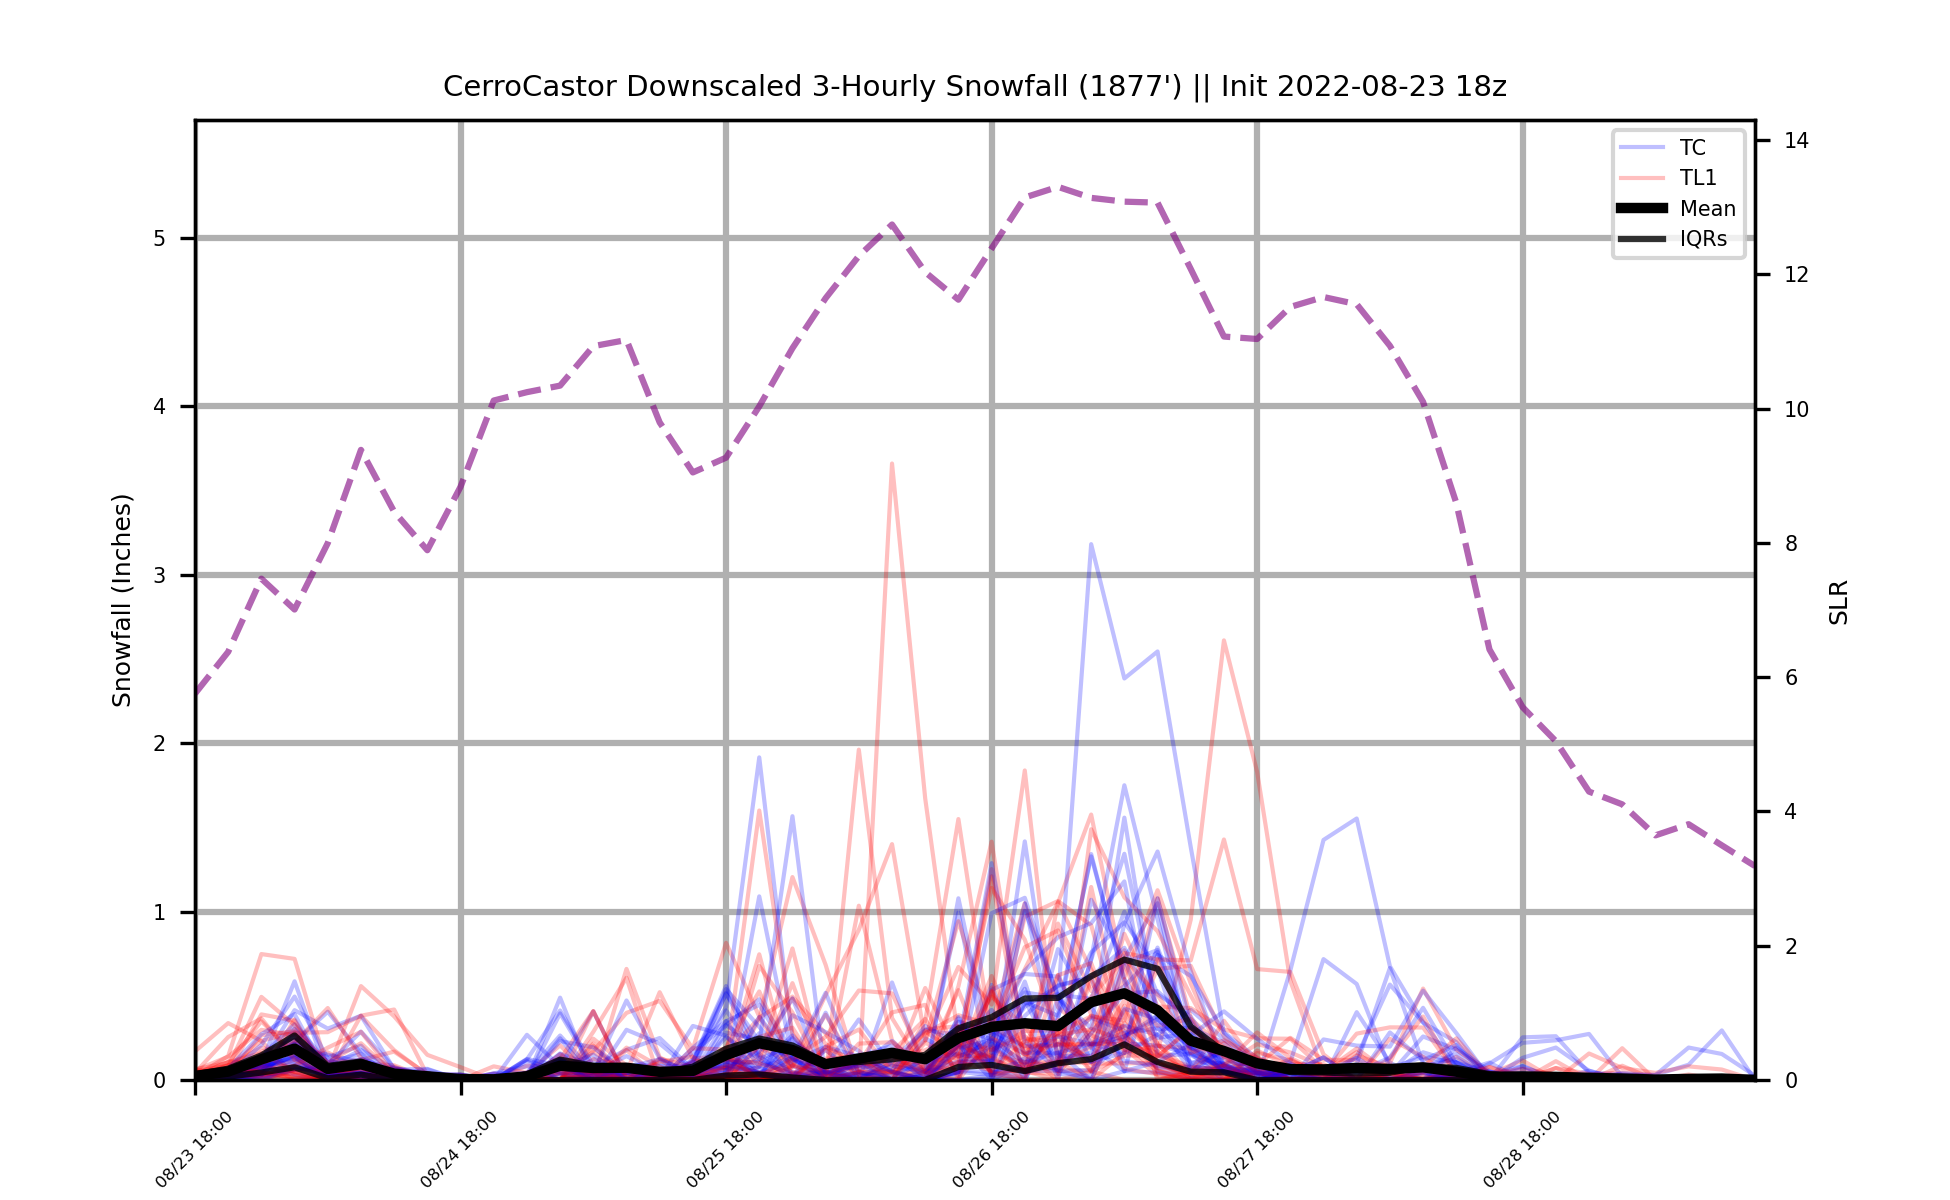 CerroCastor Downscaled 3-Hourly Snowfall (1877') || Init 2022-08-23 18z
TC
TL1
Mean
IQRs
Snowfall (Inches)
5
4
3
2
1
0
14
12
10
8
6
4
2
0
SLR
08/23 18:00
08/24 18:00
08/25 18:00
08/26 18:00
08/27 18:00
08/28 18:00